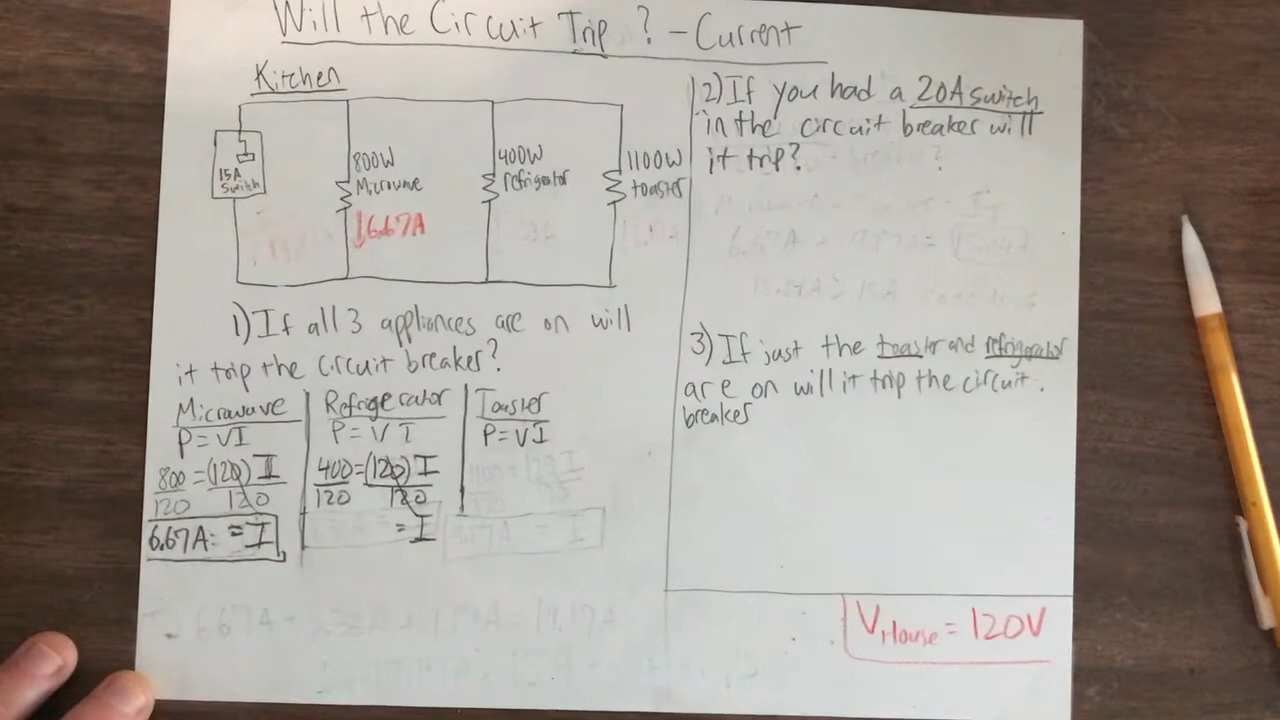 Will the Circuit Trip? - Current
Kitchen
15A
Switch
800W
Microwave
6.67A
400W
refrigerator
1100W
toaster
1) If all 3 appliances are on will
it trip the circuit breaker?
Microwave
P=VI
800=(120)I
120 120
6.67A = I
Refrigerator
P=VI
400=(120)I
120 120
= I
Toaster
P=VI
2) If you had a 20A switch
in the circuit breaker will
it trip?
3) If just the toaster and refrigerator
are on will it trip the circuit.
breaker
VHouse = 120V